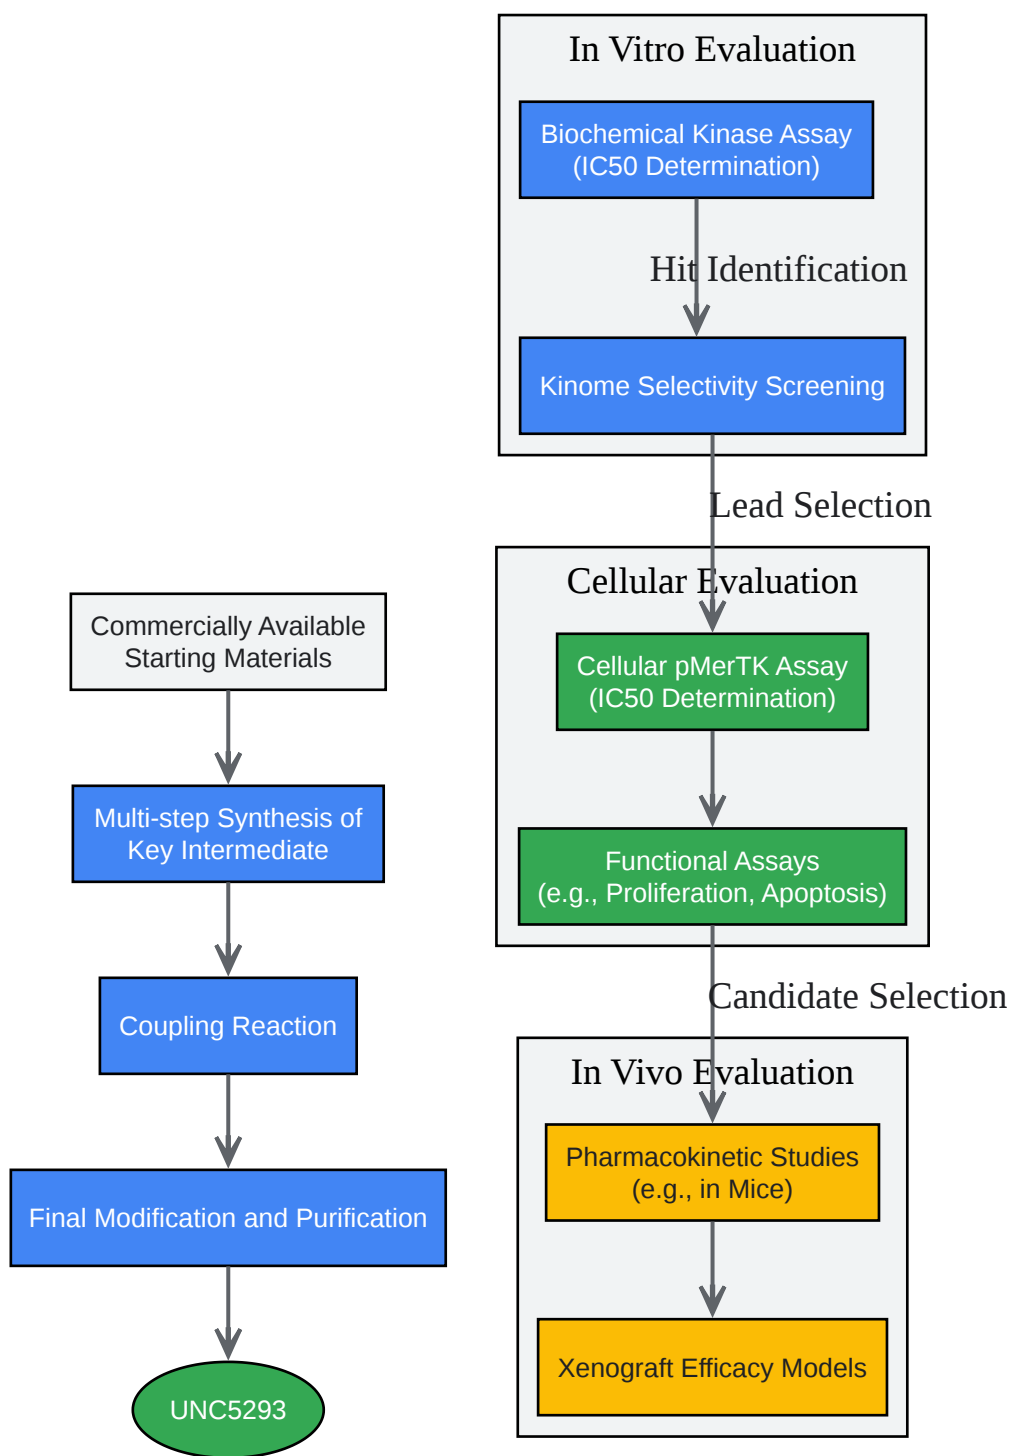 In Vitro Evaluation
Biochemical Kinase Assay
(IC50 Determination)
Hit Identification
Kinome Selectivity Screening
Lead Selection
Cellular Evaluation
Cellular pMerTK Assay
(IC50 Determination)
Functional Assays
(e.g., Proliferation, Apoptosis)
Candidate Selection
In Vivo Evaluation
Pharmacokinetic Studies
(e.g., in Mice)
Xenograft Efficacy Models
Commercially Available
Starting Materials
Multi-step Synthesis of
Key Intermediate
Coupling Reaction
Final Modification and Purification
UNC5293